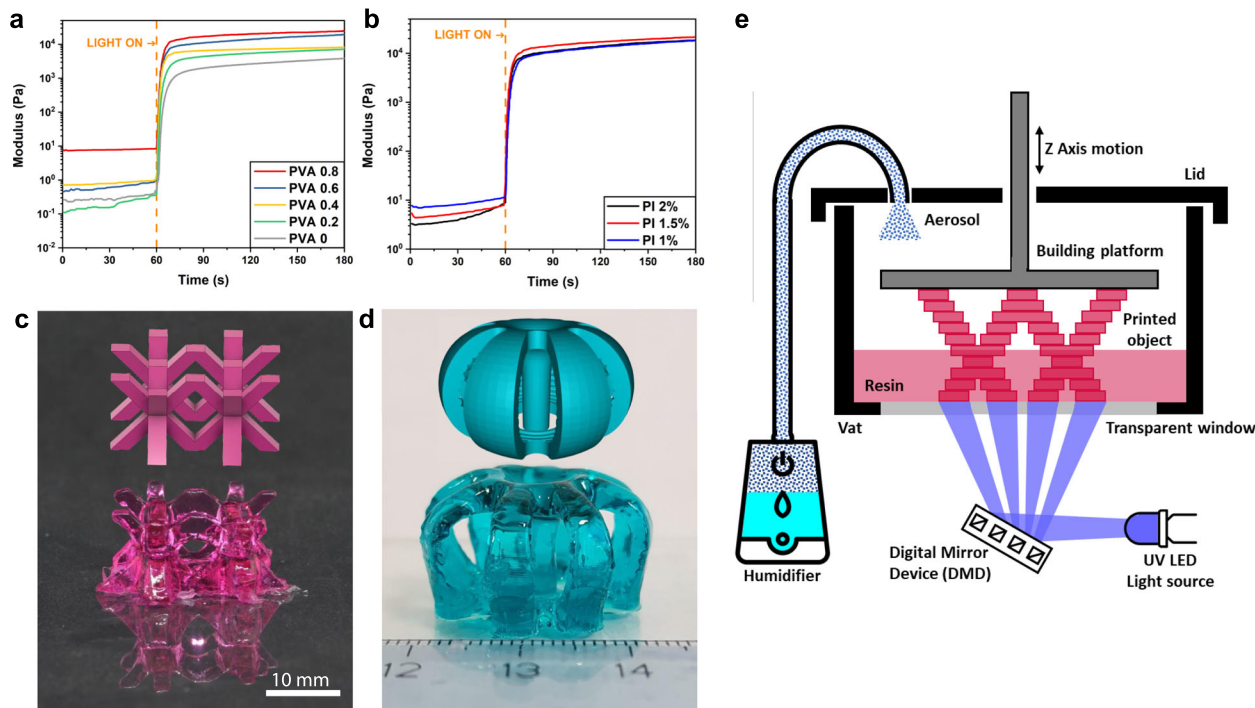 a
10^4
10^3
10^2
10^1
10^0
10^-1
10^-2
Modulus (Pa)
LIGHT ON →
PVA 0.8
PVA 0.6
PVA 0.4
PVA 0.2
PVA 0
0 30 60 90 120 150 180
Time (s)
b
10^4
10^3
10^2
10^1
10^0
Modulus (Pa)
LIGHT ON →
PI 2%
PI 1.5%
PI 1%
0 30 60 90 120 150 180
Time (s)
c
10 mm
d
12 13 14
e
Z Axis motion
Lid
Aerosol
Building platform
Printed
object
Resin
Vat
Transparent window
Humidifier
Digital Mirror
Device (DMD)
UV LED
Light source